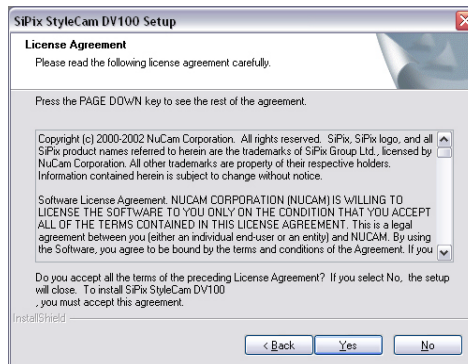 SiPix StyleCam DV100 Setup
License Agreement
Please read the following license agreement carefully.
Press the PAGE DOWN key to see the rest of the agreement.
Copyright (c) 2000-2002 NuCam Corporation. All rights reserved. SiPix, SiPix logo, and all
SiPix product names referred to herein are the trademarks of SiPix Group Ltd., licensed by
NuCam Corporation. All other trademarks are property of their respective holders.
Information contained herein is subject to change without notice.
Software License Agreement. NUCAM CORPORATION (NUCAM) IS WILLING TO
LICENSE THE SOFTWARE TO YOU ONLY ON THE CONDITION THAT YOU ACCEPT
ALL OF THE TERMS CONTAINED IN THIS LICENSE AGREEMENT. This is a legal
agreement between you (either an individual end-user or an entity) and NUCAM. By using
the Software, you agree to be bound by the terms and conditions of the Agreement. If you
Do you accept all the terms of the preceding License Agreement? If you select No, the setup
will close. To install SiPix StyleCam DV100
, you must accept this agreement.
InstallShield
< Back Yes No